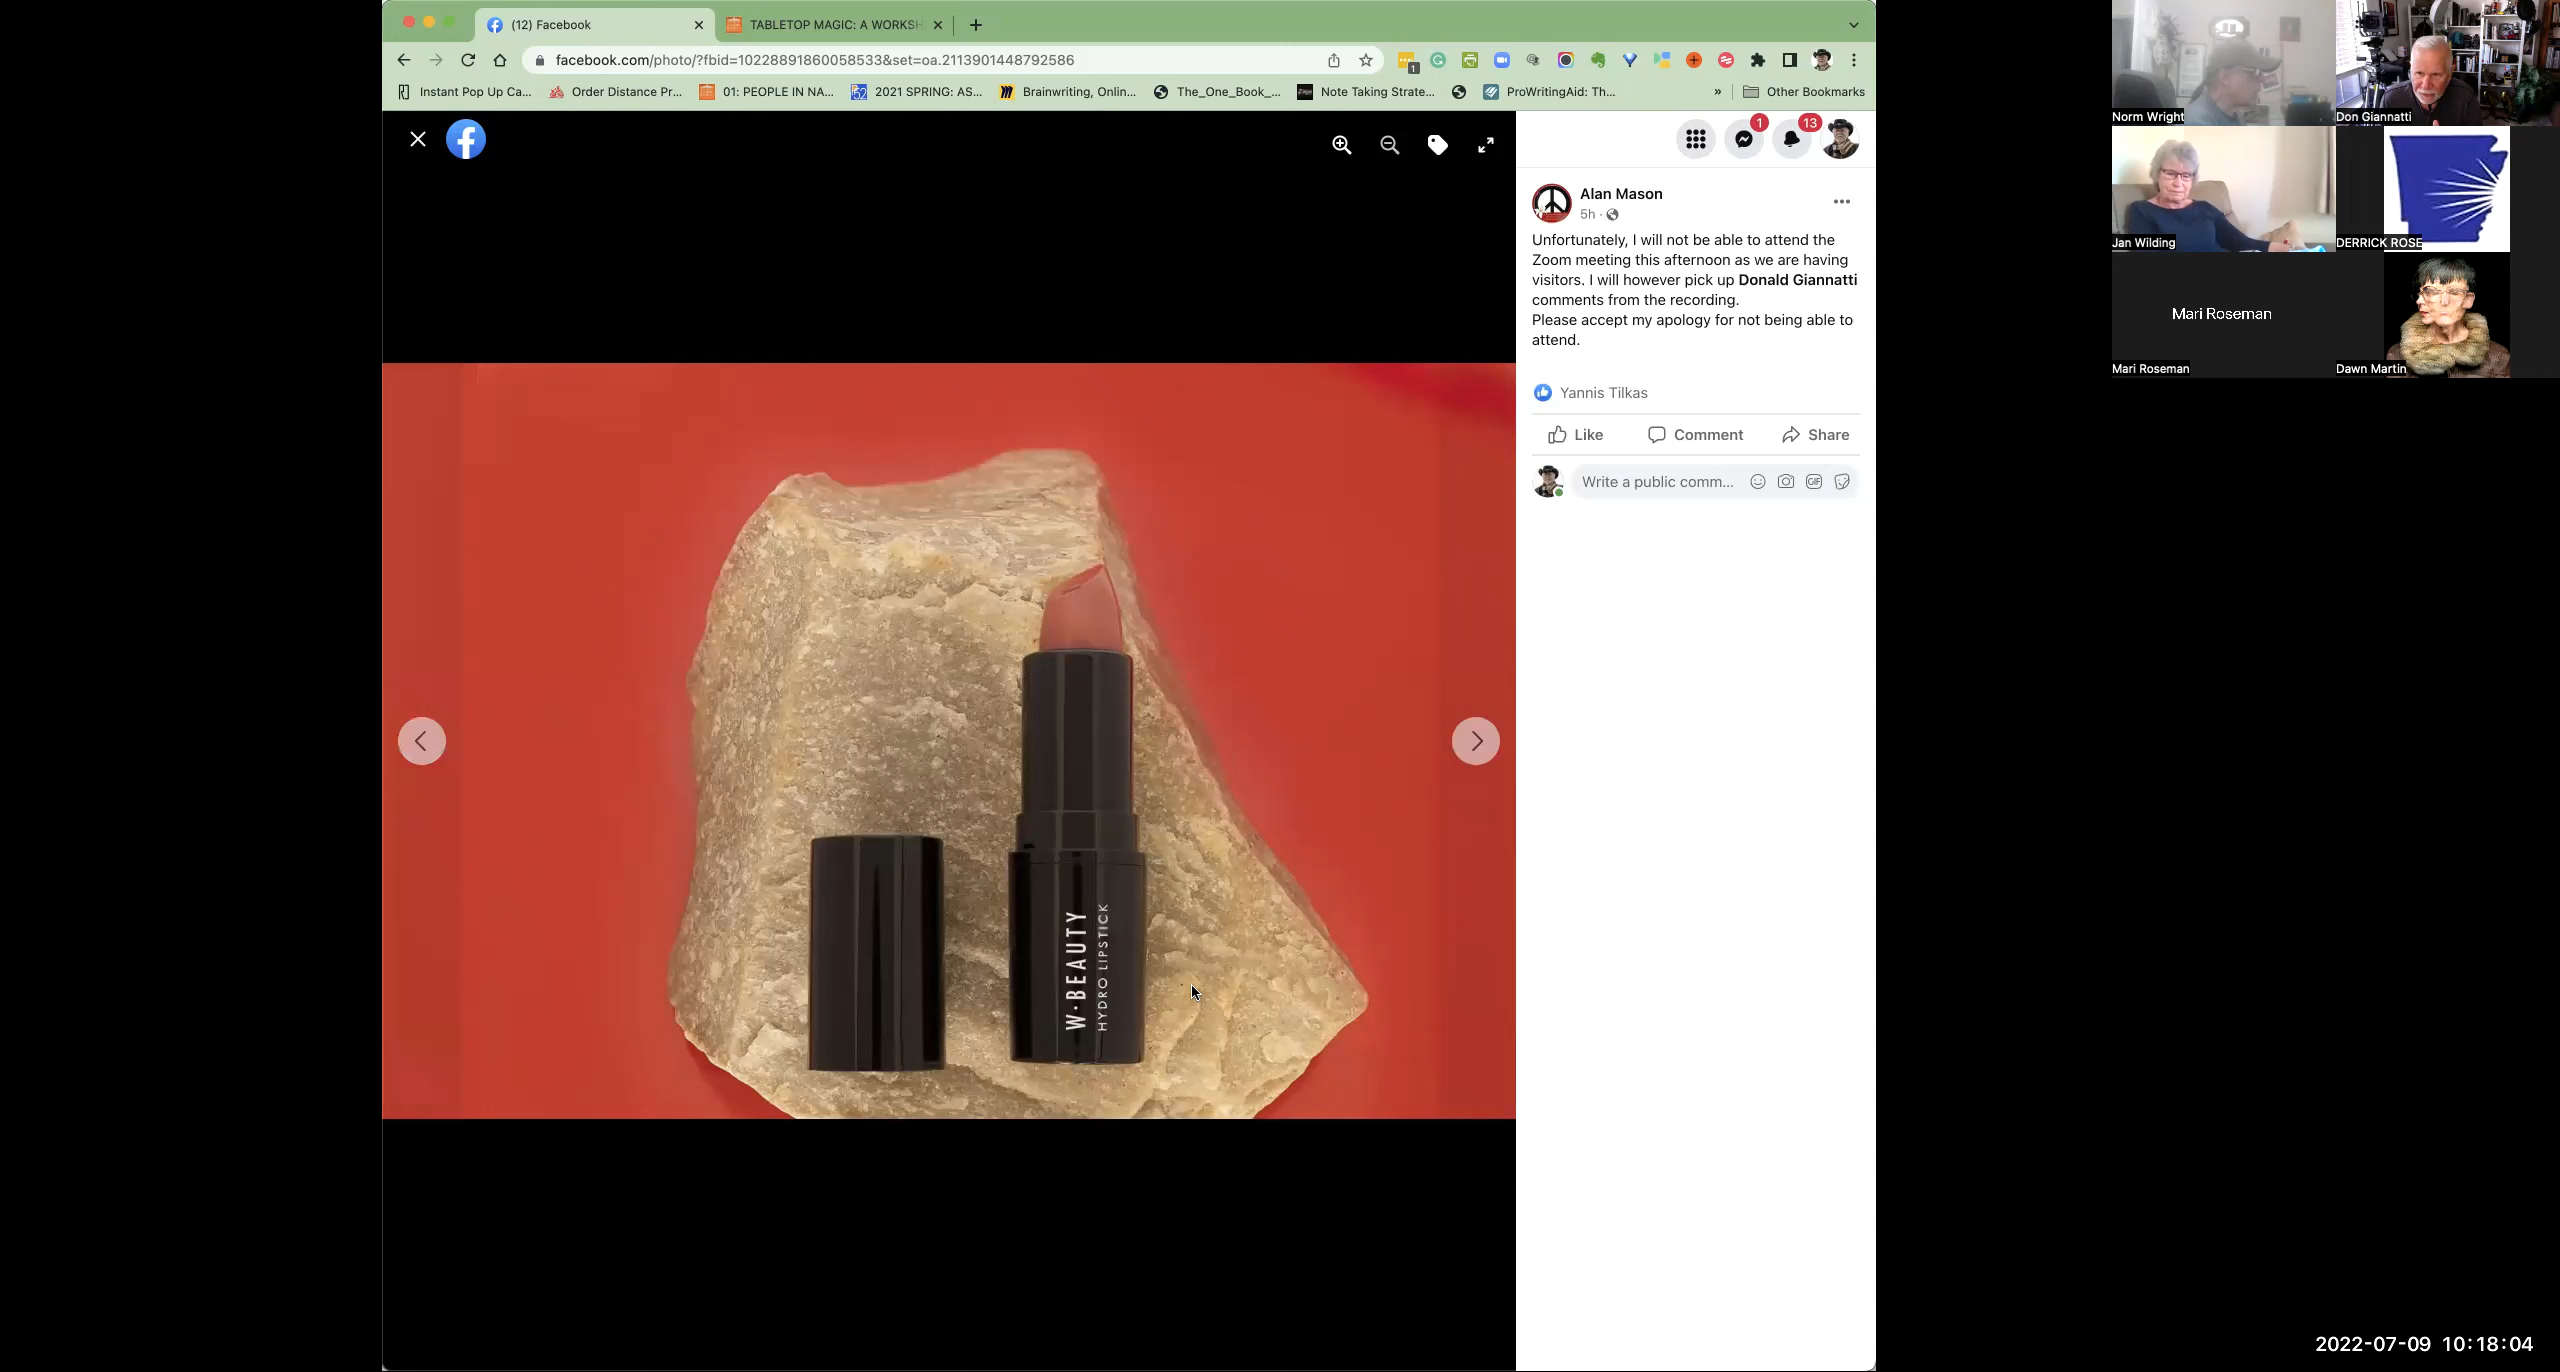 (12) Facebook
TABLETOP MAGIC: A WORKSH
facebook.com/photo/?fbid=10228891860058533&set=oa.2113901448792586
Instant Pop Up Ca...
Order Distance Pr...
01: PEOPLE IN NA...
2021 SPRING: AS...
Brainwriting, Onlin...
The_One_Book_...
Note Taking Strate...
ProWritingAid: Th...
»
Other Bookmarks
1
1
13
Alan Mason
5h ·
Unfortunately, I will not be able to attend the
Zoom meeting this afternoon as we are having
visitors. I will however pick up Donald Giannatti
comments from the recording.
Please accept my apology for not being able to
attend.
Yannis Tilkas
Like
Comment
Share
Write a public comm...
GIF
W·BEAUTY
HYDRO LIPSTICK
Norm Wright
Don Giannatti
Jan Wilding
DERRICK ROSE
Mari Roseman
Mari Roseman
Dawn Martin
2022-07-09 10:18:04